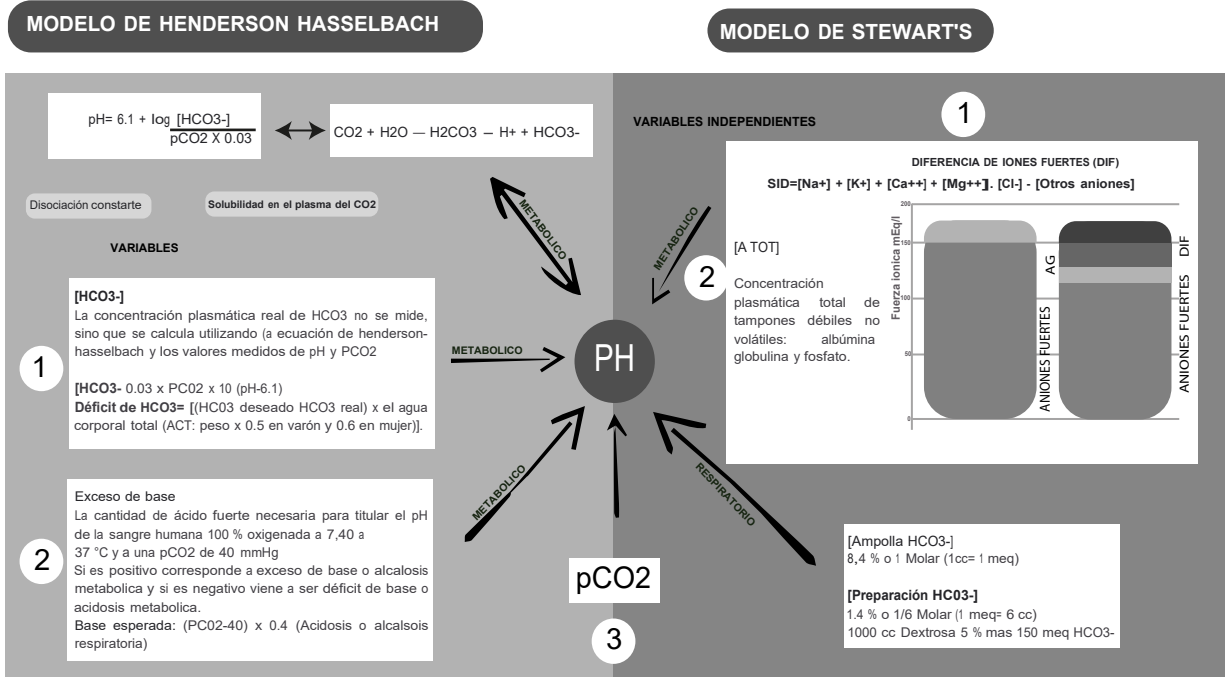 MODELO DE HENDERSON HASSELBACH
MODELO DE STEWART'S
pH= 6.1 + log [HCO3-]
pCO2 X 0.03
CO2 + H2O — H2CO3 – H+ + HCO3-
Disociación constarte
Solubilidad en el plasma del CO2
VARIABLES
1
[HCO3-]
La concentración plasmática real de HCO3 no se mide,
sino que se calcula utilizando (a ecuación de henderson-
hasselbach y los valores medidos de pH y PCO2
[HCO3- 0.03 x PC02 x 10 (pH-6.1)
Déficit de HCO3= [(HC03 deseado HCO3 real) x el agua
corporal total (ACT: peso x 0.5 en varón y 0.6 en mujer)].
2
Exceso de base
La cantidad de ácido fuerte necesaria para titular el pH
de la sangre humana 100 % oxigenada a 7,40 a
37 °C y a una pCO2 de 40 mmHg
Si es positivo corresponde a exceso de base o alcalosis
metabolica y si es negativo viene a ser déficit de base o
acidosis metabolica.
Base esperada: (PC02-40) x 0.4 (Acidosis o alcalsois
respiratoria)
METABOLICO
METABOLICO
METABOLICO
METABOLICO
RESPIRATORIO
PH
pCO2
3
VARIABLES INDEPENDIENTES
1
DIFERENCIA DE IONES FUERTES (DIF)
SID=[Na+] + [K+] + [Ca++] + [Mg++]. [Cl-] - [Otros aniones]
2
[A TOT]
Concentración
plasmática total de
tampones débiles no
volátiles: albúmina
globulina y fosfato.
Fuerza ionica mEq/l
200
150
100
50
0
ANIONES FUERTES
AG
ANIONES FUERTES
DIF
[Ampolla HCO3-]
8,4 % o 1 Molar (1cc= 1 meq)
[Preparación HC03-]
1.4 % o 1/6 Molar (1 meq= 6 cc)
1000 cc Dextrosa 5 % mas 150 meq HCO3-